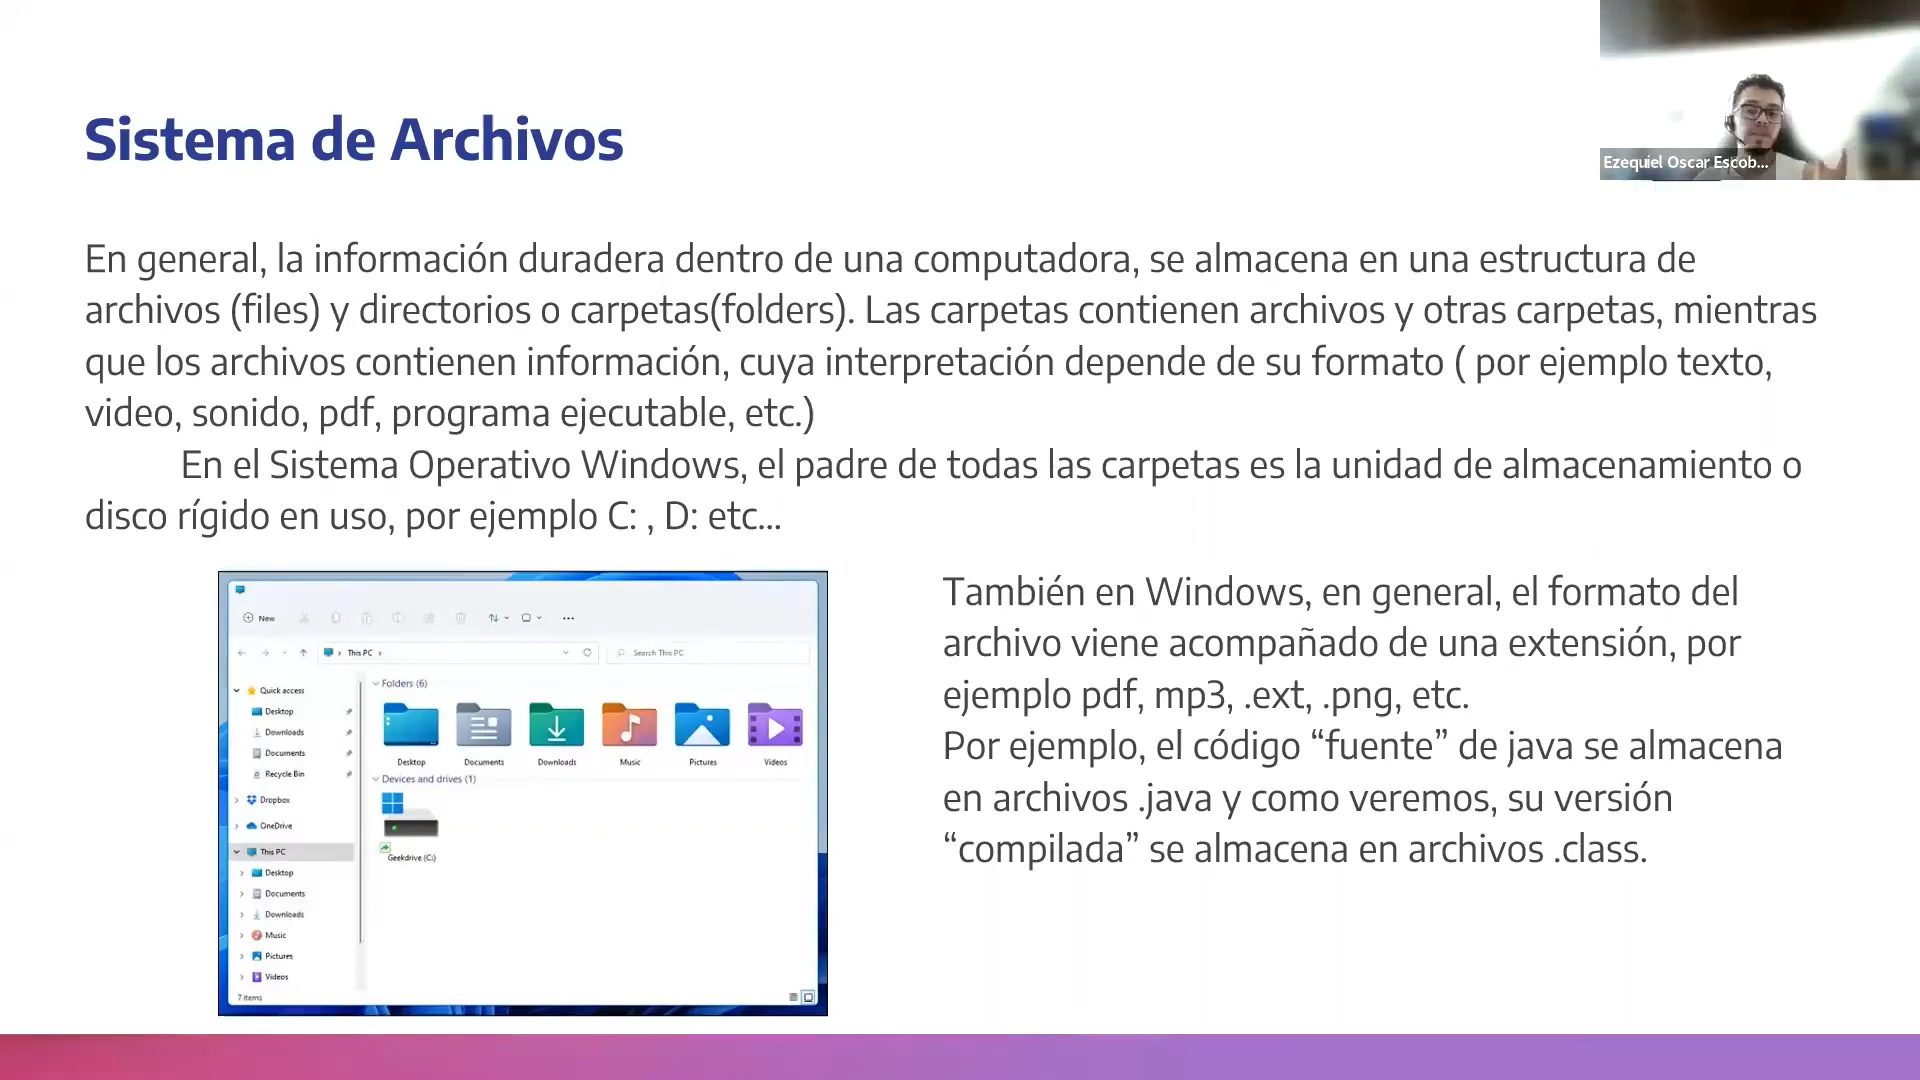 Sistema de Archivos
Ezequiel Oscar Escob...
En general, la información duradera dentro de una computadora, se almacena en una estructura de
archivos (files) y directorios o carpetas(folders). Las carpetas contienen archivos y otras carpetas, mientras
que los archivos contienen información, cuya interpretación depende de su formato ( por ejemplo texto,
video, sonido, pdf, programa ejecutable, etc.)
En el Sistema Operativo Windows, el padre de todas las carpetas es la unidad de almacenamiento o
disco rígido en uso, por ejemplo C: , D: etc...
New
This PC
Search This PC
Quick access
Desktop
Downloads
Documents
Recycle Bin
Dropbox
OneDrive
This PC
Desktop
Documents
Downloads
Music
Pictures
Videos
7 items
Folders (6)
Desktop
Documents
Downloads
Music
Pictures
Videos
Devices and drives (1)
Geekdrive (C:)
También en Windows, en general, el formato del
archivo viene acompañado de una extensión, por
ejemplo pdf, mp3, .ext, .png, etc.
Por ejemplo, el código “fuente” de java se almacena
en archivos .java y como veremos, su versión
“compilada” se almacena en archivos .class.